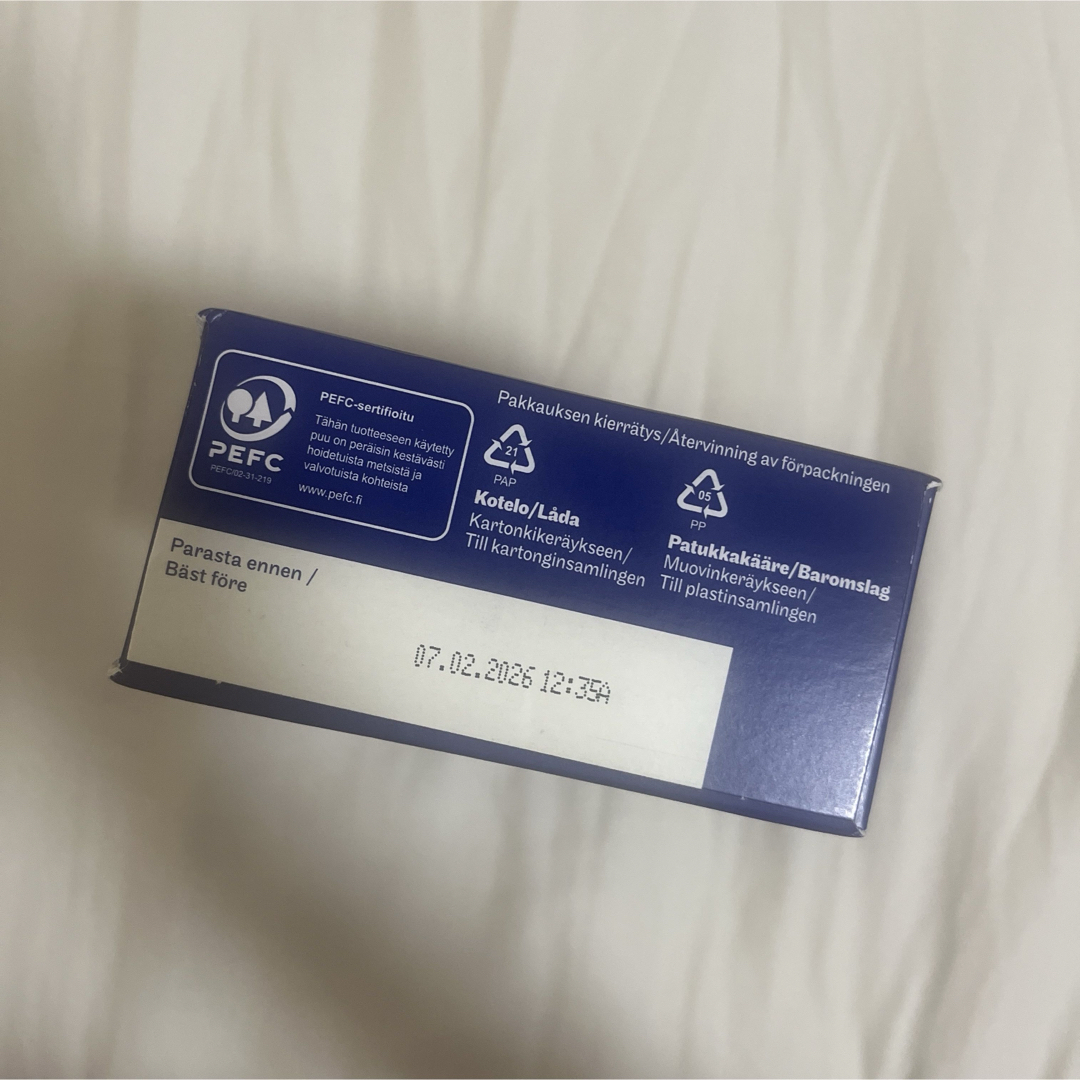 PEFC
PEFC/02-31-219
PEFC-sertifioitu
Tähän tuotteeseen käytetty
puu on peräisin kestävästi
hoidetuista metsistä ja
valvotuista kohteista
www.pefc.fi
Pakkauksen kierrätys/Återvinning av förpackningen
21
PAP
Kotelo/Låda
Kartonkikeräykseen/
Till kartonginsamlingen
05
PP
Patukkakääre/Baromslag
Muovinkeräykseen/
Till plastinsamlingen
Parasta ennen /
Bäst före
07.02.2026 12:35A